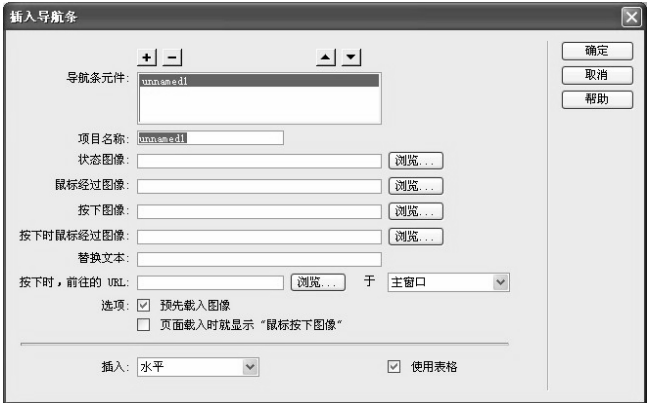 插入导航条
确定
取消
帮助
导航条元件: unnamed1
项目名称: unnamed1
状态图像: 浏览...
鼠标经过图像: 浏览...
按下图像: 浏览...
按下时鼠标经过图像: 浏览...
替换文本:
按下时，前往的 URL: 浏览... 于 主窗口
选项: 预先载入图像
页面载入时就显示 “鼠标按下图像”
插入: 水平 使用表格